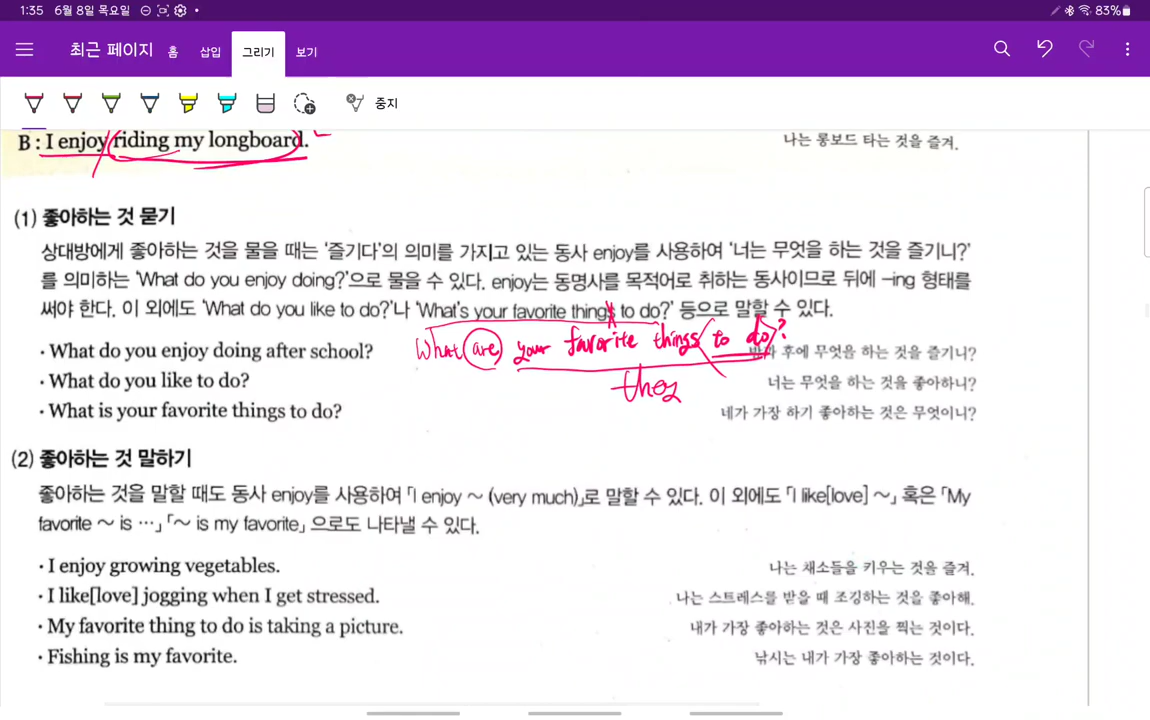 1:35 6월 8일 목요일 83%
최근 페이지 홈 삽입 그리기 보기
중지
B : I enjoy riding my longboard. 나는 롱보드 타는 것을 즐겨.
(1) 좋아하는 것 묻기
상대방에게 좋아하는 것을 물을 때는 ‘즐기다’의 의미를 가지고 있는 동사 enjoy를 사용하여 ‘너는 무엇을 하는 것을 즐기니?’
를 의미하는 ‘What do you enjoy doing?’으로 물을 수 있다. enjoy는 동명사를 목적어로 취하는 동사이므로 뒤에 –ing 형태를
써야 한다. 이 외에도 ‘What do you like to do?’나 ‘What’s your favorite things to do?’ 등으로 말할 수 있다.
What are your favorite things to do?
· What do you enjoy doing after school? 방과 후에 무엇을 하는 것을 즐기니?
they
· What do you like to do? 너는 무엇을 하는 것을 좋아하니?
· What is your favorite things to do? 네가 가장 하기 좋아하는 것은 무엇이니?
(2) 좋아하는 것 말하기
좋아하는 것을 말할 때도 동사 enjoy를 사용하여 「I enjoy ~ (very much)」로 말할 수 있다. 이 외에도 「I like[love] ~」 혹은 「My
favorite ~ is …」 「~ is my favorite」 으로도 나타낼 수 있다.
· I enjoy growing vegetables. 나는 채소들을 키우는 것을 즐겨.
· I like[love] jogging when I get stressed. 나는 스트레스를 받을 때 조깅하는 것을 좋아해.
· My favorite thing to do is taking a picture. 내가 가장 좋아하는 것은 사진을 찍는 것이다.
· Fishing is my favorite. 낚시는 내가 가장 좋아하는 것이다.